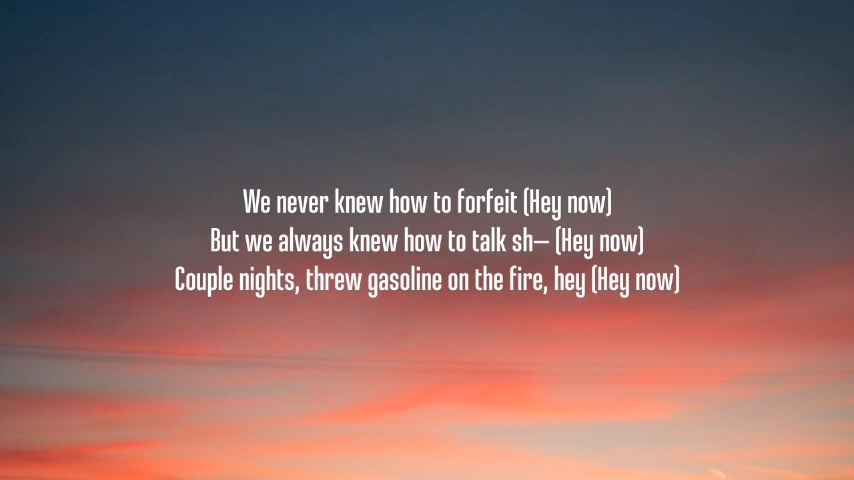 We never knew how to forfeit (Hey now)
But we always knew how to talk sh– (Hey now)
Couple nights, threw gasoline on the fire, hey (Hey now)